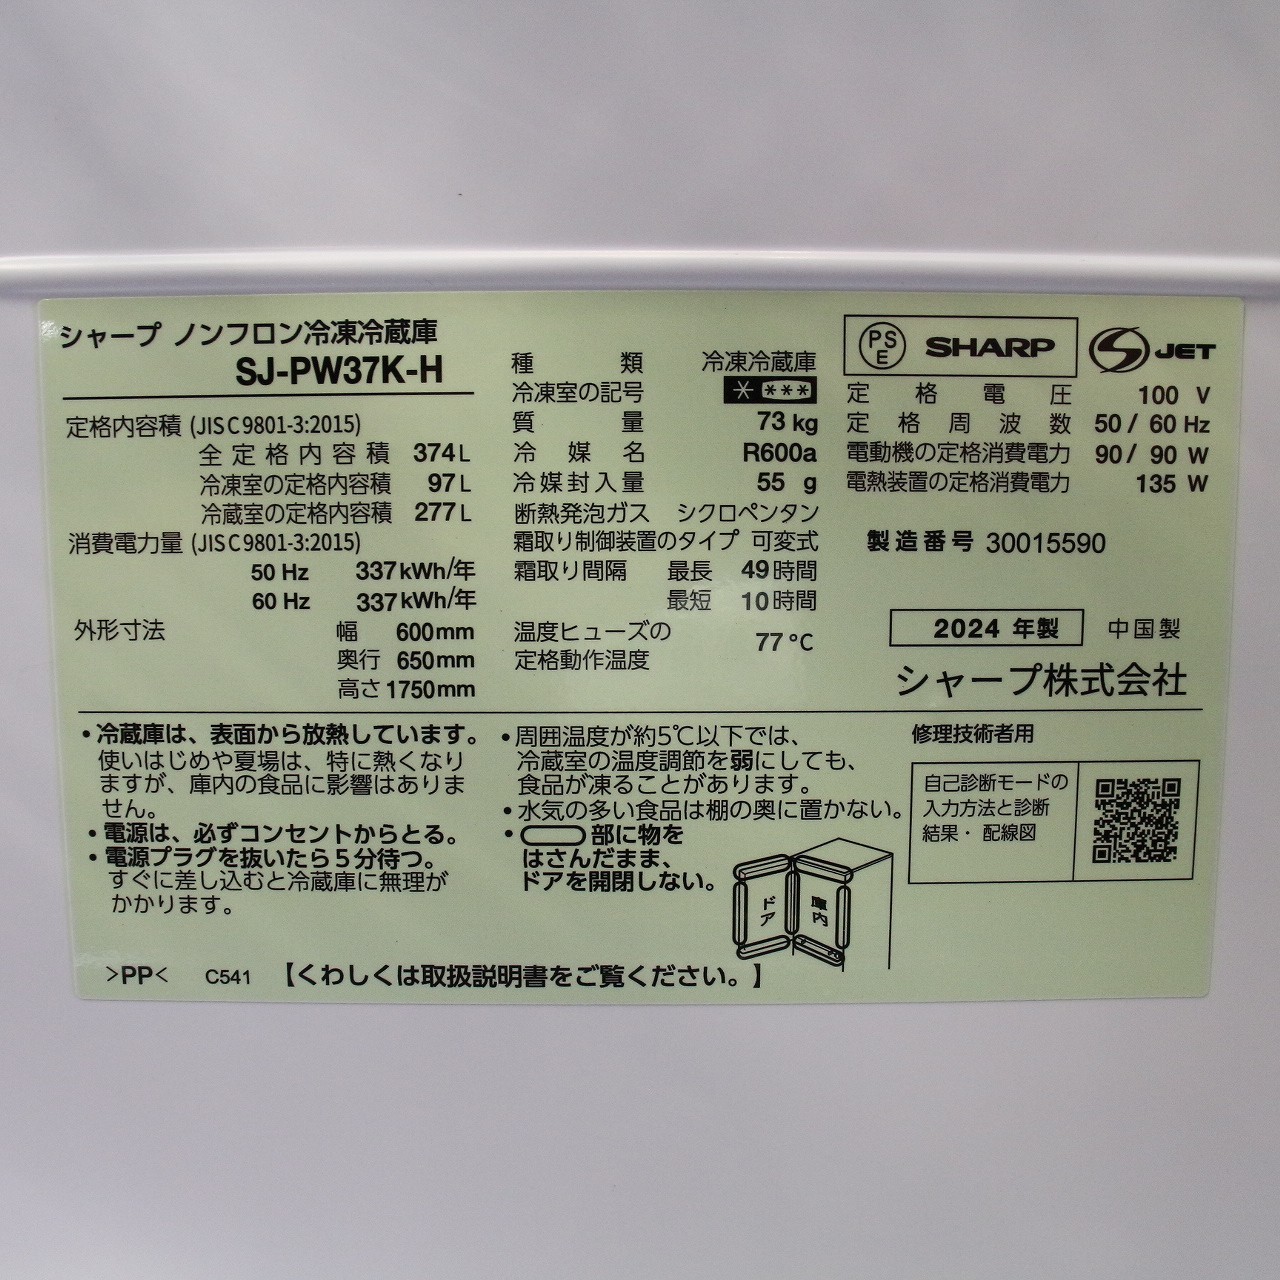 シャープ ノンフロン冷凍冷蔵庫
SJ-PW37K-H
定格内容積 (JIS C 9801-3:2015)
全定格内容積 374 L
冷凍室の定格内容積 97 L
冷蔵室の定格内容積 277 L
消費電力量 (JIS C 9801-3:2015)
50 Hz 337 kWh/年
60 Hz 337 kWh/年
外形寸法 幅 600mm
奥行 650mm
高さ 1750mm
種類 冷凍冷蔵庫
冷凍室の記号 * ***
質量 73 kg
冷媒名 R600a
冷媒封入量 55 g
断熱発泡ガス シクロペンタン
霜取り制御装置のタイプ 可変式
霜取り間隔 最長 49時間
最短 10時間
温度ヒューズの
定格動作温度 77 °C
PS
E
SHARP
S JET
定格電圧 100 V
定格周波数 50 / 60 Hz
電動機の定格消費電力 90 / 90 W
電熱装置の定格消費電力 135 W
製造番号 30015590
2024 年製 中国製
シャープ株式会社
・冷蔵庫は、表面から放熱しています。
使いはじめや夏場は、特に熱くなり
ますが、庫内の食品に影響はありま
せん。
・電源は、必ずコンセントからとる。
・電源プラグを抜いたら5分待つ。
すぐに差し込むと冷蔵庫に無理が
かかります。
・周囲温度が約5℃以下では、
冷蔵室の温度調節を弱にしても、
食品が凍ることがあります。
・水気の多い食品は棚の奥に置かない。
・ 部に物を
はさんだまま、
ドアを開閉しない。
ドア
庫内
修理技術者用
自己診断モードの
入力方法と診断
結果・配線図
>PP< C541 【くわしくは取扱説明書をご覧ください。】